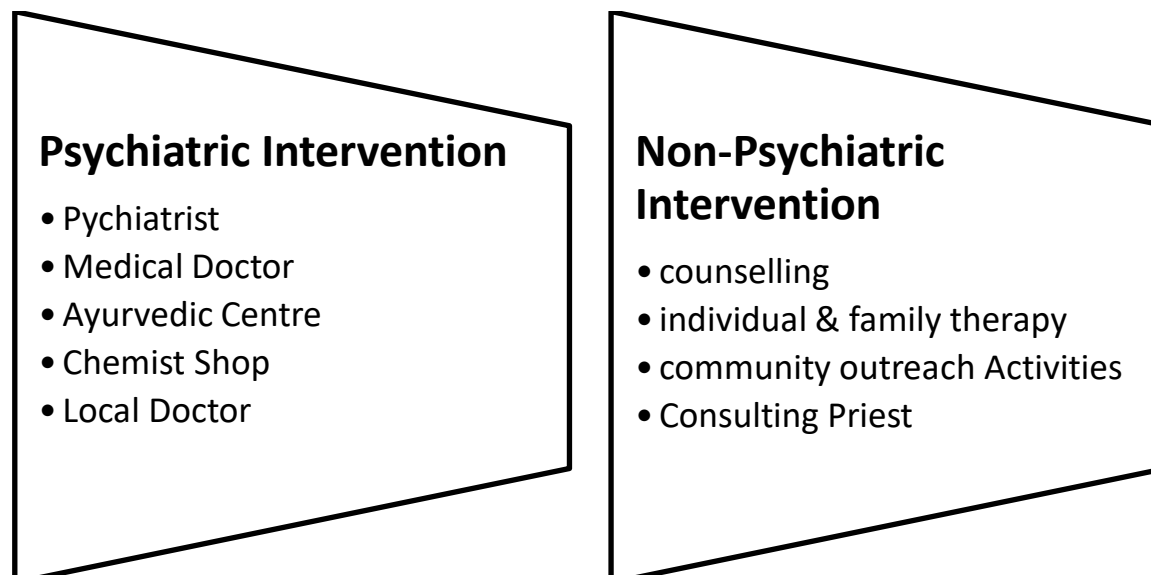 Psychiatric Intervention
• Pychiatrist
• Medical Doctor
• Ayurvedic Centre
• Chemist Shop
• Local Doctor
Non-Psychiatric
Intervention
• counselling
• individual & family therapy
• community outreach Activities
• Consulting Priest